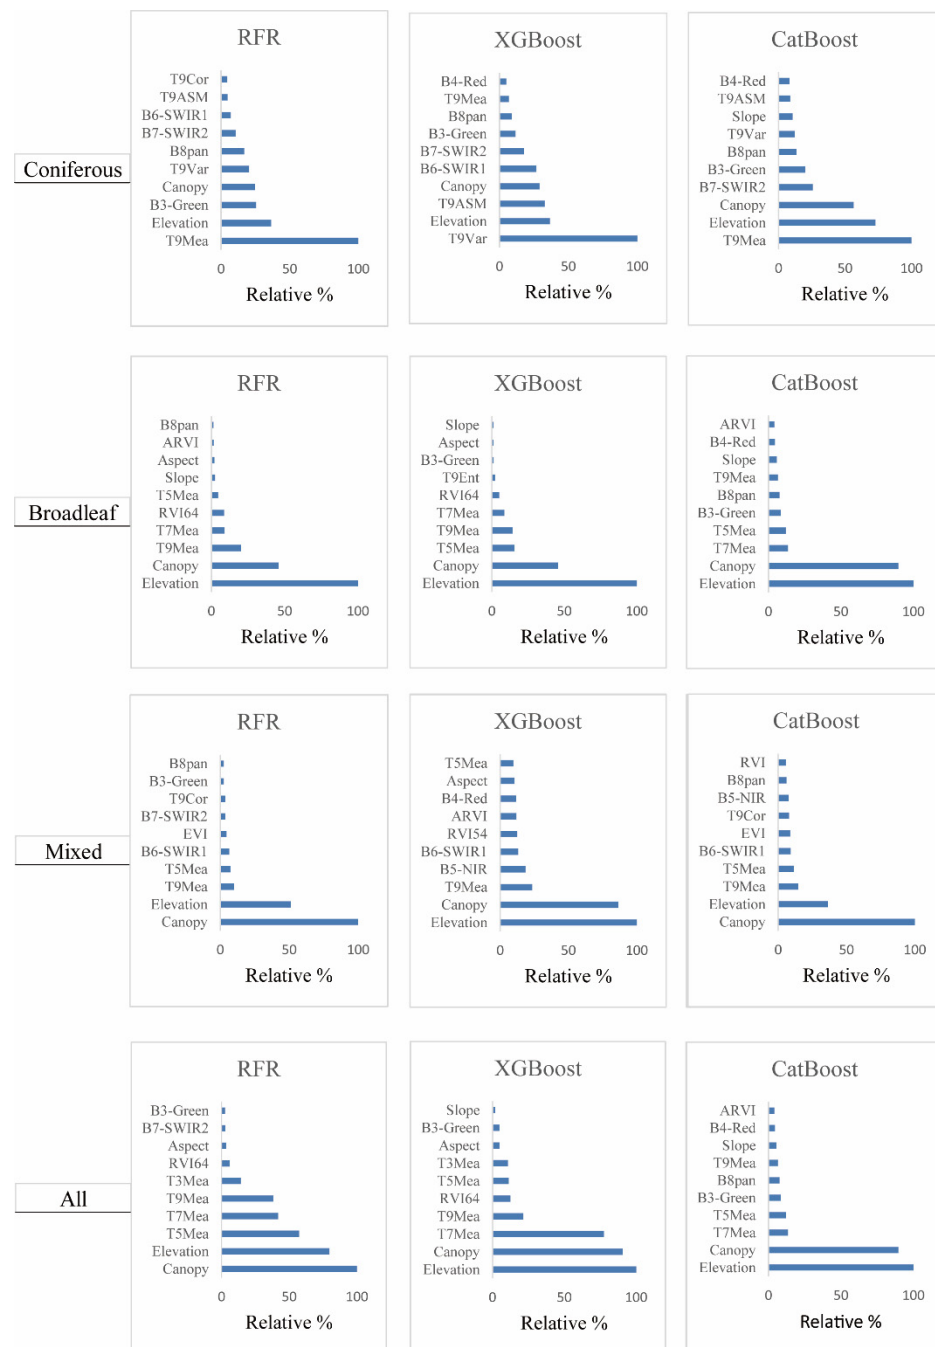 RFR
T9Cor
T9ASM
B6-SWIR1
B7-SWIR2
B8pan
T9Var
Canopy
B3-Green
Elevation
T9Mea
0 50 100
Relative %
XGBoost
B4-Red
T9Mea
B8pan
B3-Green
B7-SWIR2
B6-SWIR1
Canopy
T9ASM
Elevation
T9Var
0 50 100
Relative %
CatBoost
B4-Red
T9ASM
Slope
T9Var
B8pan
B3-Green
B7-SWIR2
Canopy
Elevation
T9Mea
0 50 100
Relative %
Coniferous
RFR
B8pan
ARVI
Aspect
Slope
T5Mea
RVI64
T7Mea
T9Mea
Canopy
Elevation
0 50 100
Relative %
XGBoost
Slope
Aspect
B3-Green
T9Ent
RVI64
T7Mea
T9Mea
T5Mea
Canopy
Elevation
0 50 100
Relative %
CatBoost
ARVI
B4-Red
Slope
T9Mea
B8pan
B3-Green
T5Mea
T7Mea
Canopy
Elevation
0 50 100
Relative %
Broadleaf
RFR
B8pan
B3-Green
T9Cor
B7-SWIR2
EVI
B6-SWIR1
T5Mea
T9Mea
Elevation
Canopy
0 50 100
Relative %
XGBoost
T5Mea
Aspect
B4-Red
ARVI
RVI54
B6-SWIR1
B5-NIR
T9Mea
Canopy
Elevation
0 50 100
Relative %
CatBoost
RVI
B8pan
B5-NIR
T9Cor
EVI
B6-SWIR1
T5Mea
T9Mea
Elevation
Canopy
0 50 100
Relative %
Mixed
RFR
B3-Green
B7-SWIR2
Aspect
RVI64
T3Mea
T9Mea
T7Mea
T5Mea
Elevation
Canopy
0 50 100
Relative %
XGBoost
Slope
B3-Green
Aspect
T3Mea
T5Mea
RVI64
T9Mea
T7Mea
Canopy
Elevation
0 50 100
Relative %
CatBoost
ARVI
B4-Red
Slope
T9Mea
B8pan
B3-Green
T5Mea
T7Mea
Canopy
Elevation
0 50 100
Relative %
All